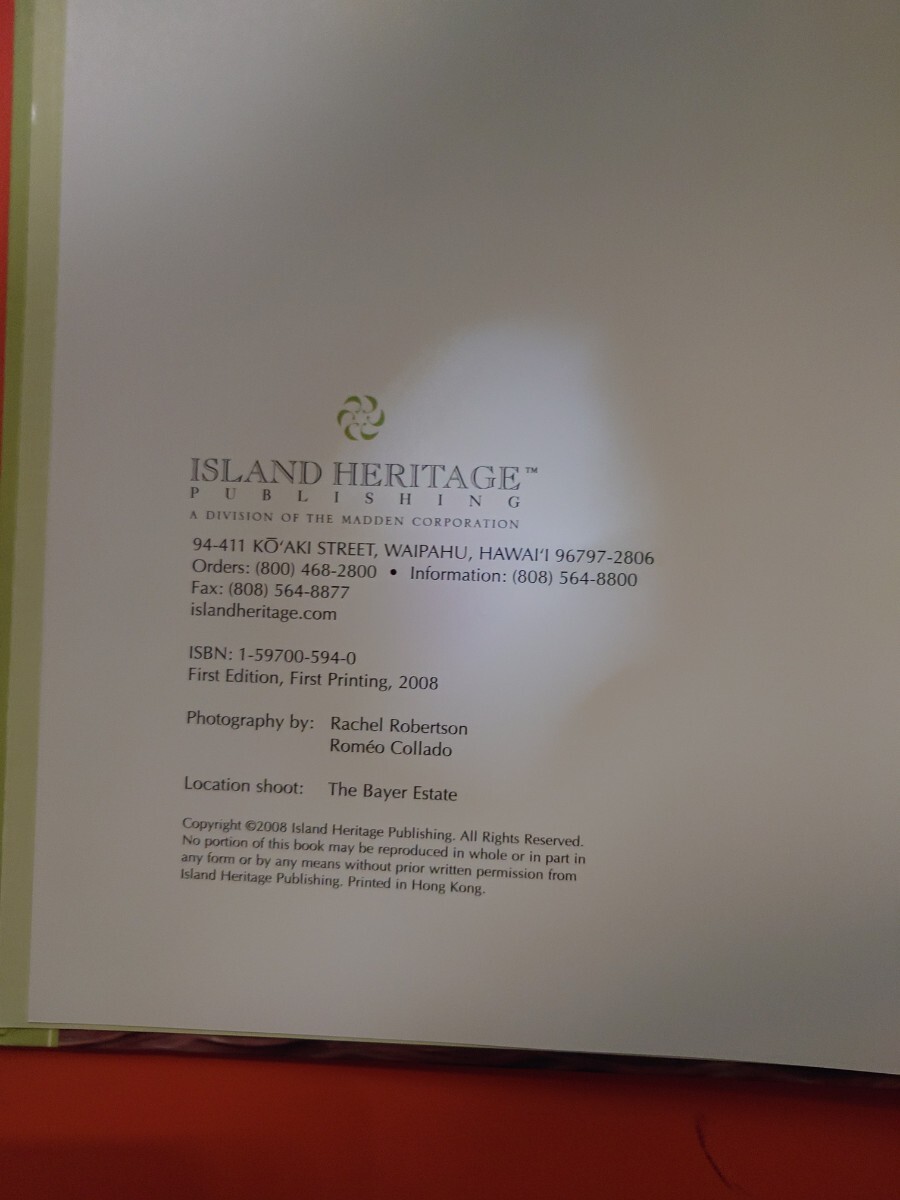 ISLAND HERITAGE™
PUBLISHING
A DIVISION OF THE MADDEN CORPORATION
94-411 KŌ‘AKI STREET, WAIPAHU, HAWAI‘I 96797-2806
Orders: (800) 468-2800 • Information: (808) 564-8800
Fax: (808) 564-8877
islandheritage.com
ISBN: 1-59700-594-0
First Edition, First Printing, 2008
Photography by: Rachel Robertson
Roméo Collado
Location shoot: The Bayer Estate
Copyright ©2008 Island Heritage Publishing. All Rights Reserved.
No portion of this book may be reproduced in whole or in part in
any form or by any means without prior written permission from
Island Heritage Publishing. Printed in Hong Kong.